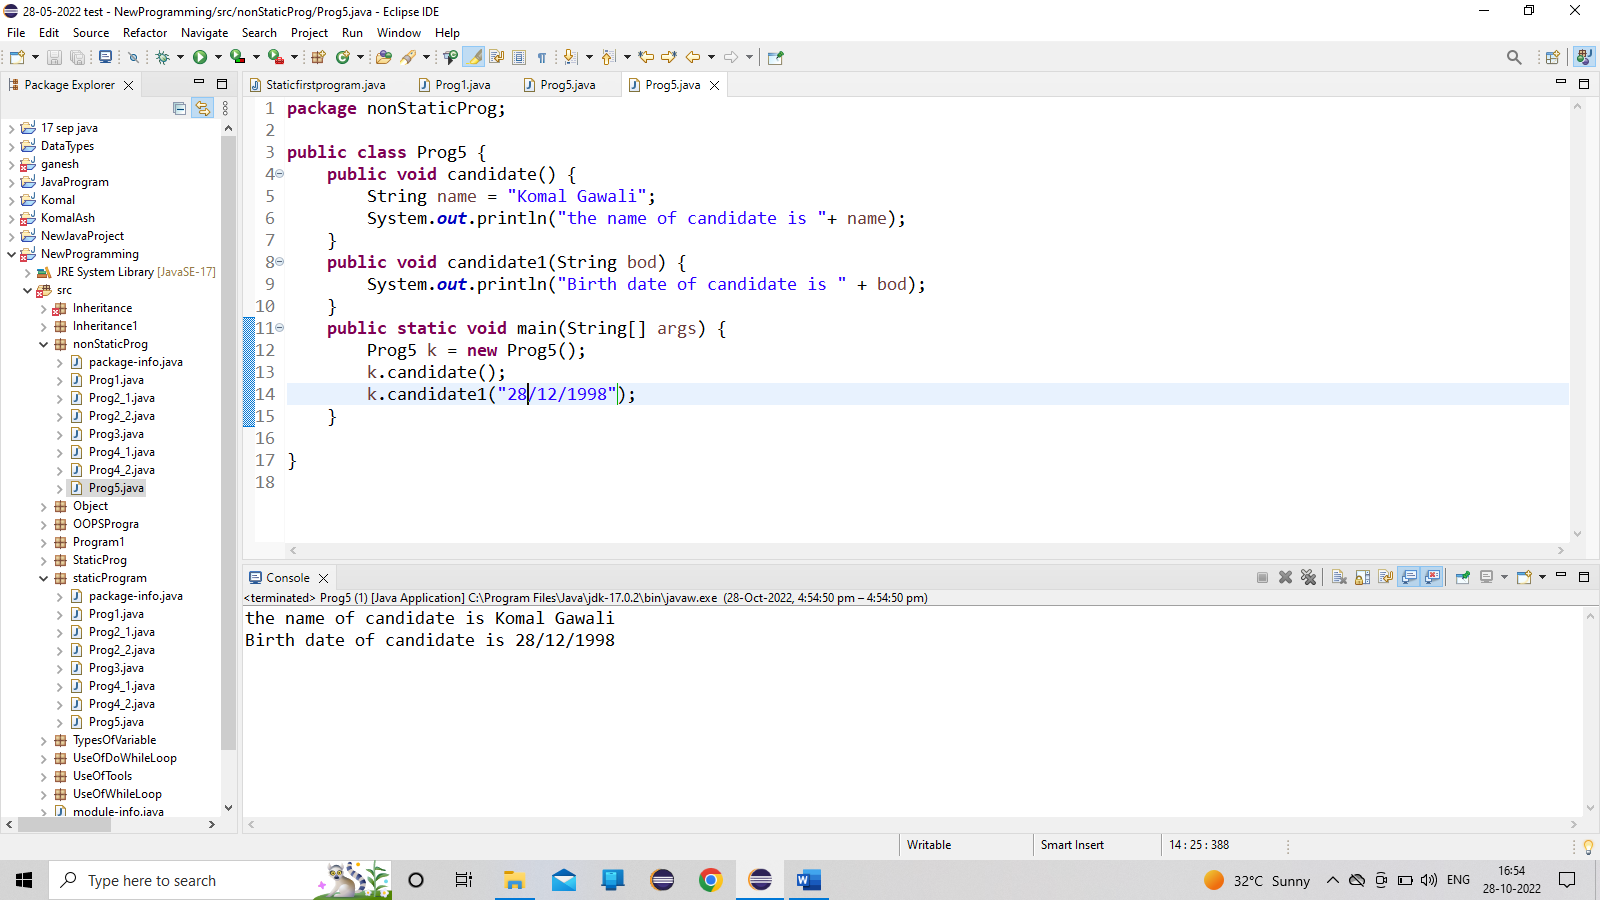 28-05-2022 test - NewProgramming/src/nonStaticProg/Prog5.java - Eclipse IDE
File Edit Source Refactor Navigate Search Project Run Window Help
Package Explorer
17 sep java
DataTypes
ganesh
JavaProgram
Komal
KomalAsh
NewJavaProject
NewProgramming
JRE System Library [JavaSE-17]
src
Inheritance
Inheritance1
nonStaticProg
package-info.java
Prog1.java
Prog2_1.java
Prog2_2.java
Prog3.java
Prog4_1.java
Prog4_2.java
Prog5.java
Object
OOPSProgra
Program1
StaticProg
staticProgram
package-info.java
Prog1.java
Prog2_1.java
Prog2_2.java
Prog3.java
Prog4_1.java
Prog4_2.java
Prog5.java
TypesOfVariable
UseOfDoWhileLoop
UseOfTools
UseOfWhileLoop
module-info.java
Staticfirstprogram.java Prog1.java Prog5.java Prog5.java
1 package nonStaticProg;
2
3 public class Prog5 {
4 public void candidate() {
5 String name = "Komal Gawali";
6 System.out.println("the name of candidate is "+ name);
7 }
8 public void candidate1(String bod) {
9 System.out.println("Birth date of candidate is " + bod);
10 }
11 public static void main(String[] args) {
12 Prog5 k = new Prog5();
13 k.candidate();
14 k.candidate1("28/12/1998");
15 }
16
17 }
18
Console
<terminated> Prog5 (1) [Java Application] C:\Program Files\Java\jdk-17.0.2\bin\javaw.exe (28-Oct-2022, 4:54:50 pm – 4:54:50 pm)
the name of candidate is Komal Gawali
Birth date of candidate is 28/12/1998
Writable Smart Insert 14 : 25 : 388
Type here to search
32°C Sunny ENG
16:54
28-10-2022